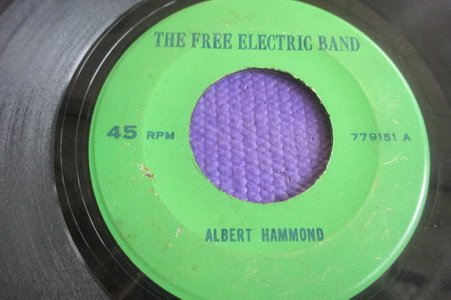 THE FREE ELECTRIC BAND
45 RPM
779151 A
ALBERT HAMMOND